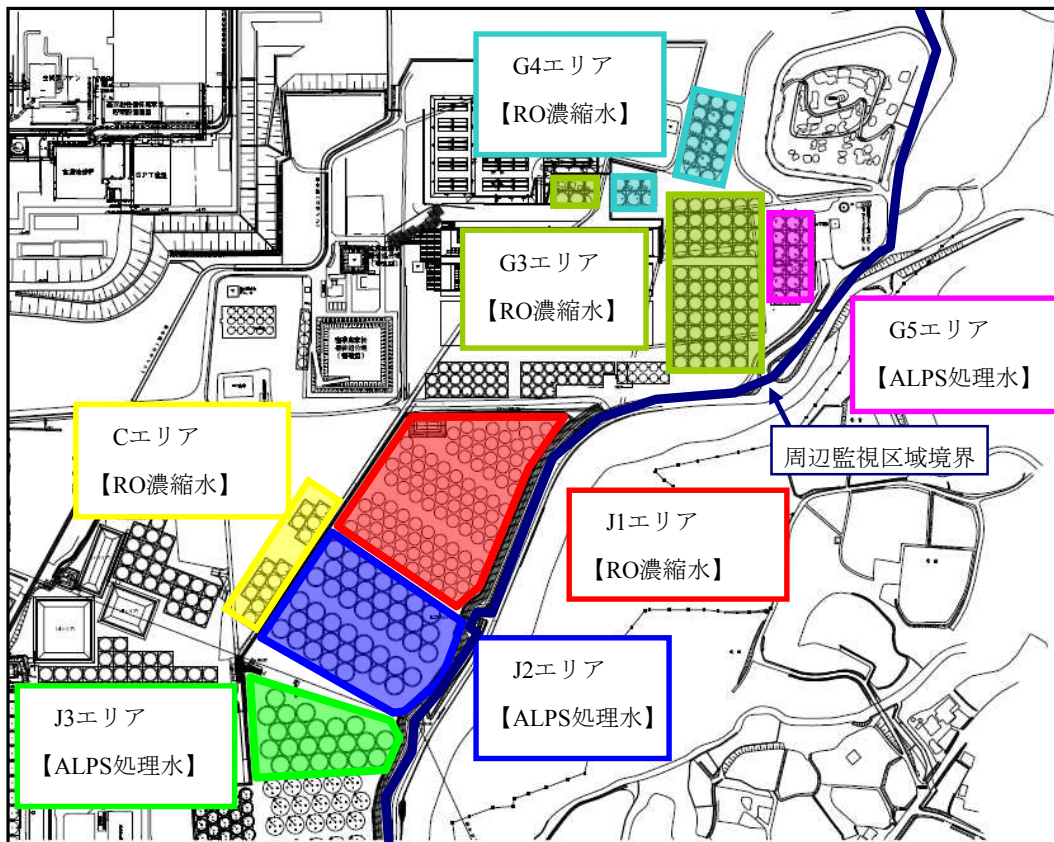 G4エリア
【RO濃縮水】
G3エリア
【RO濃縮水】
G5エリア
【ALPS処理水】
周辺監視区域境界
Cエリア
【RO濃縮水】
J1エリア
【RO濃縮水】
J2エリア
【ALPS処理水】
J3エリア
【ALPS処理水】